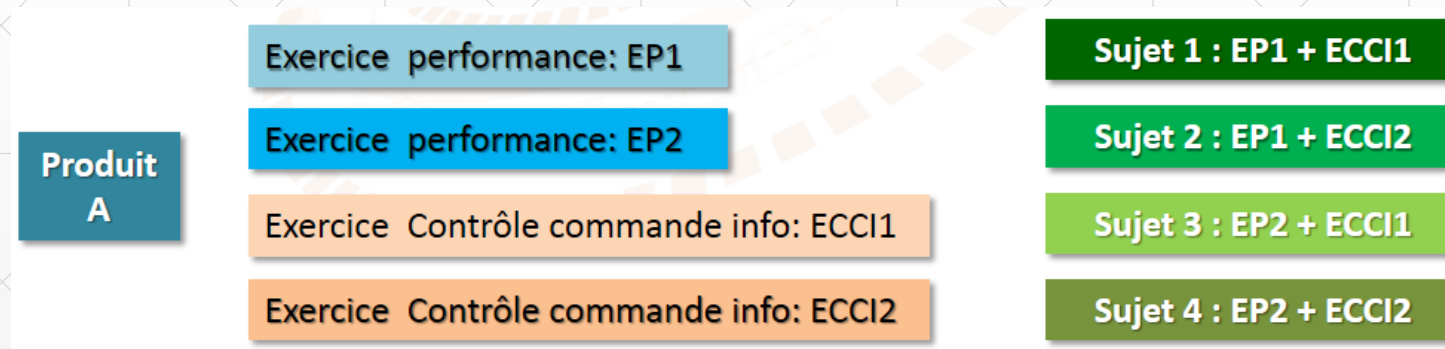 Produit
A
Exercice performance: EP1
Exercice performance: EP2
Exercice Contrôle commande info: ECCI1
Exercice Contrôle commande info: ECCI2
Sujet 1 : EP1 + ECCI1
Sujet 2 : EP1 + ECCI2
Sujet 3 : EP2 + ECCI1
Sujet 4 : EP2 + ECCI2